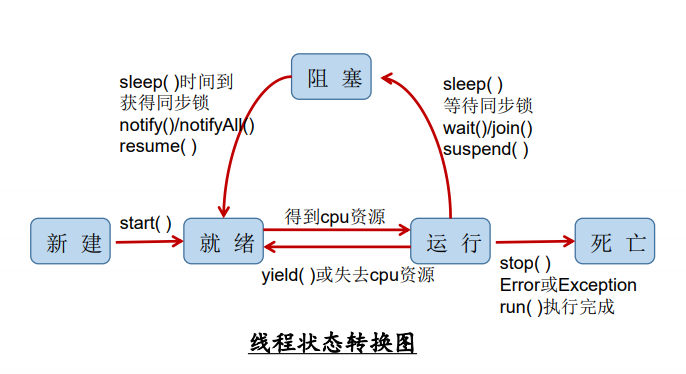 阻 塞
sleep( )时间到
获得同步锁
notify()/notifyAll()
resume( )
sleep( )
等待同步锁
wait()/join()
suspend( )
新 建
start( )
就 绪
得到cpu资源
yield( )或失去cpu资源
运 行
死 亡
stop( )
Error或Exception
run( )执行完成
线程状态转换图